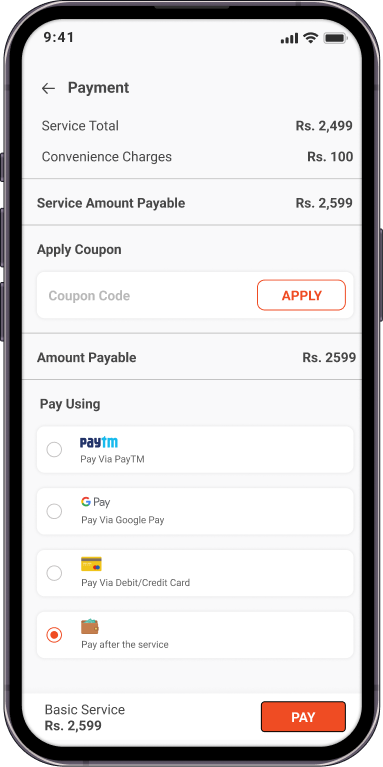 9:41
Payment
Service Total Rs. 2,499
Convenience Charges Rs. 100
Service Amount Payable Rs. 2,599
Apply Coupon
Coupon Code APPLY
Amount Payable Rs. 2599
Pay Using
paytm
Pay Via PayTM
G Pay
Pay Via Google Pay
Pay Via Debit/Credit Card
Pay after the service
Basic Service
Rs. 2,599
PAY